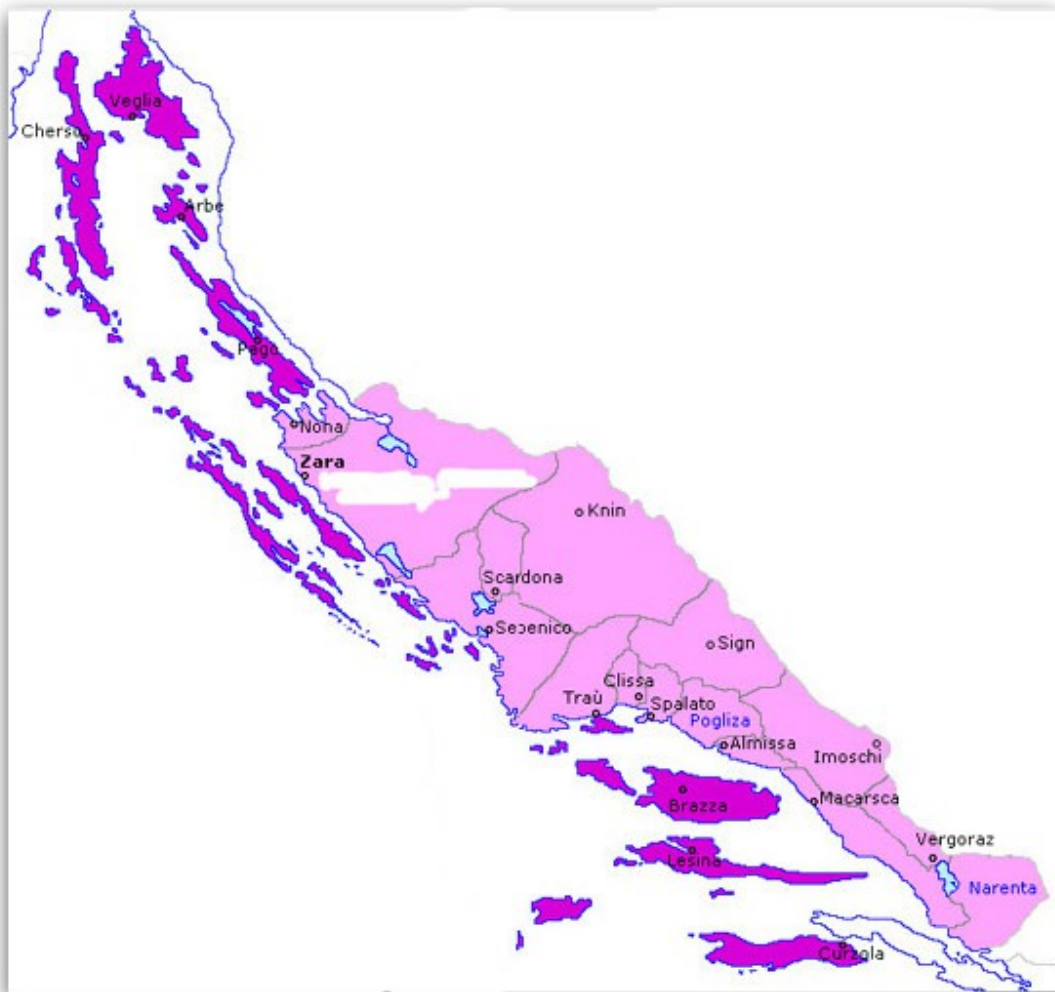 Veglia
Cherso
Arbe
Pago
Nona
Zara
Knin
Scardona
Sebenico
Sign
Clissa
Traù
Spalato
Pogliza
Almissa
Imoschi
Brazza
Macarsca
Vergoraz
Lesina
Narenta
Curzola